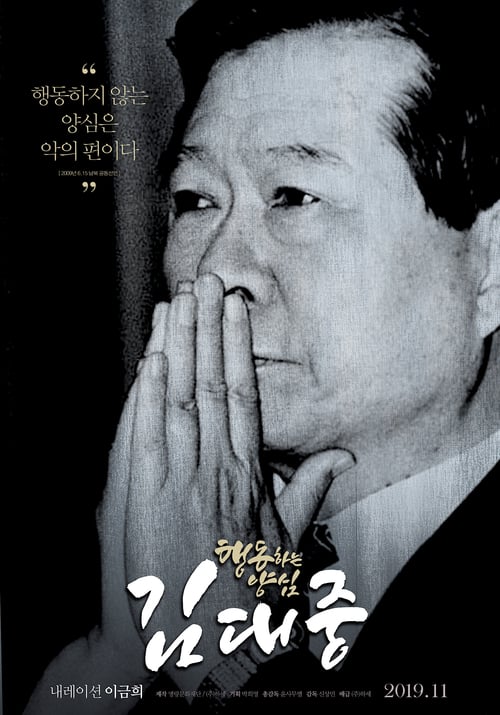 “
행동하지 않는
양심은
악의 편이다
”
행동하는
양심
김대중
내레이션 이금희
2019.11